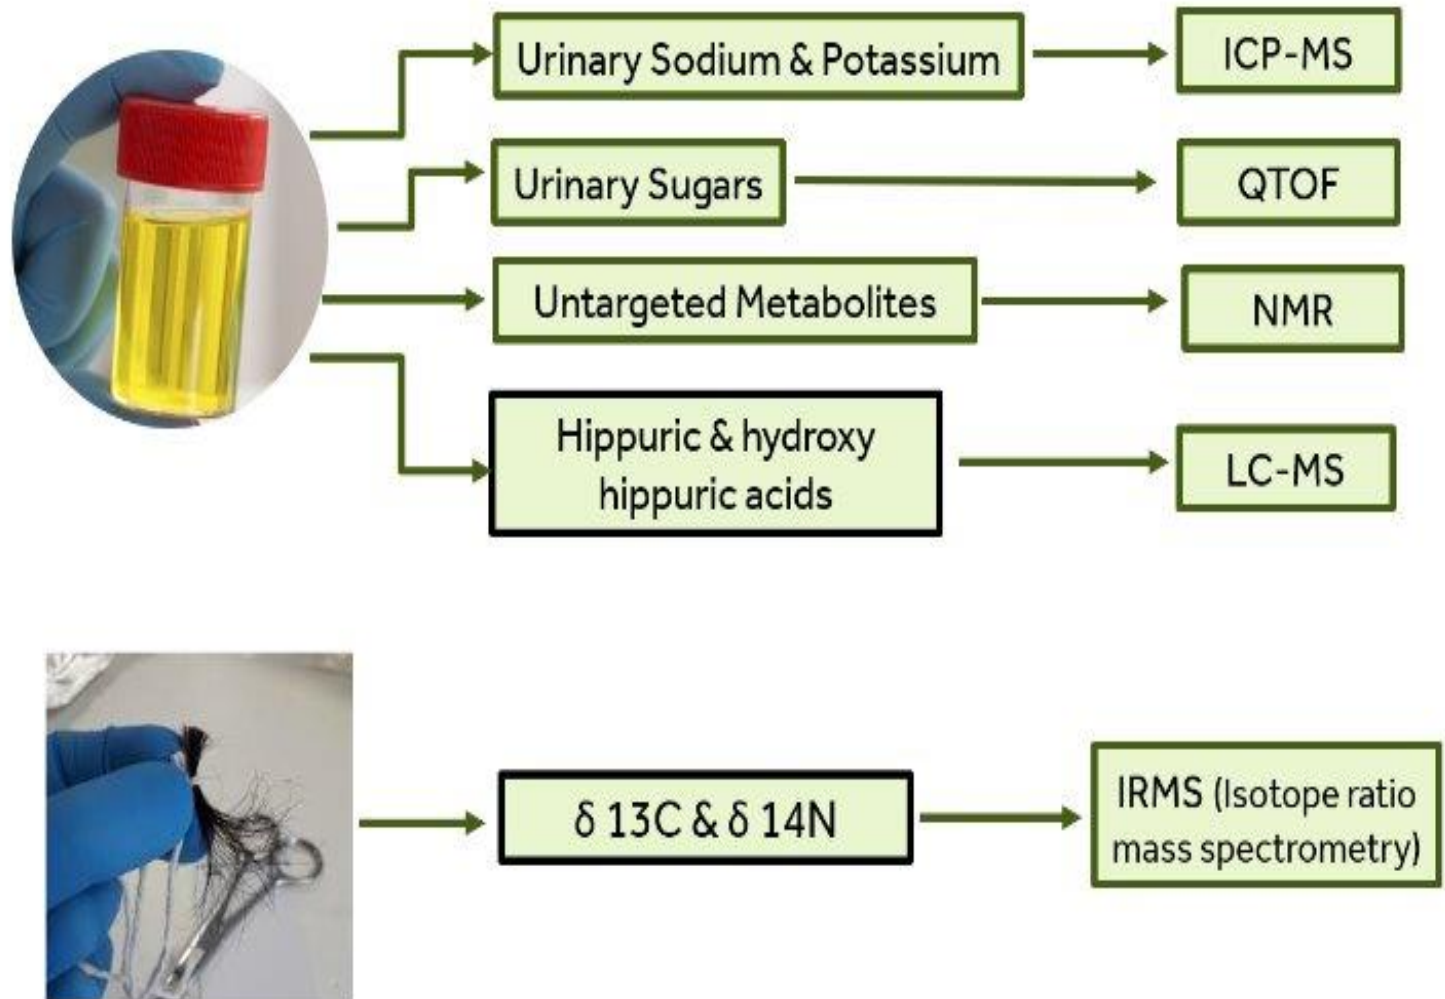 Urinary Sodium & Potassium
ICP-MS
Urinary Sugars
QTOF
Untargeted Metabolites
NMR
Hippuric & hydroxy
hippuric acids
LC-MS
δ 13C & δ 14N
IRMS (Isotope ratio
mass spectrometry)